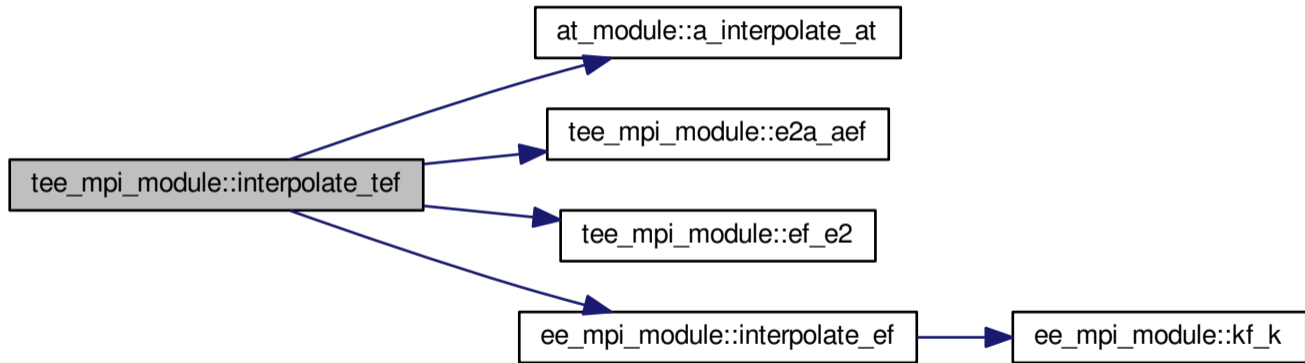 at_module::a_interpolate_at
tee_mpi_module::e2a_aef
tee_mpi_module::interpolate_tef
tee_mpi_module::ef_e2
ee_mpi_module::interpolate_ef
ee_mpi_module::kf_k